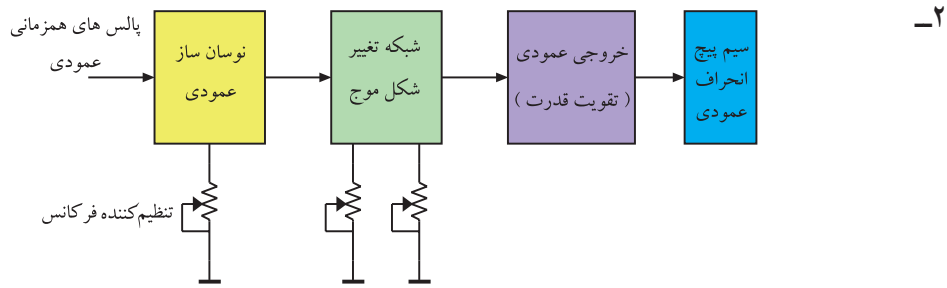 ۲ــ
پالس های همزمانی
عمودی
نوسان ساز
عمودی
شبکه تغییر
شکل موج
خروجی عمودی
( تقویت قدرت )
سیم پیچ
انحراف
عمودی
تنظیم‌کننده فرکانس